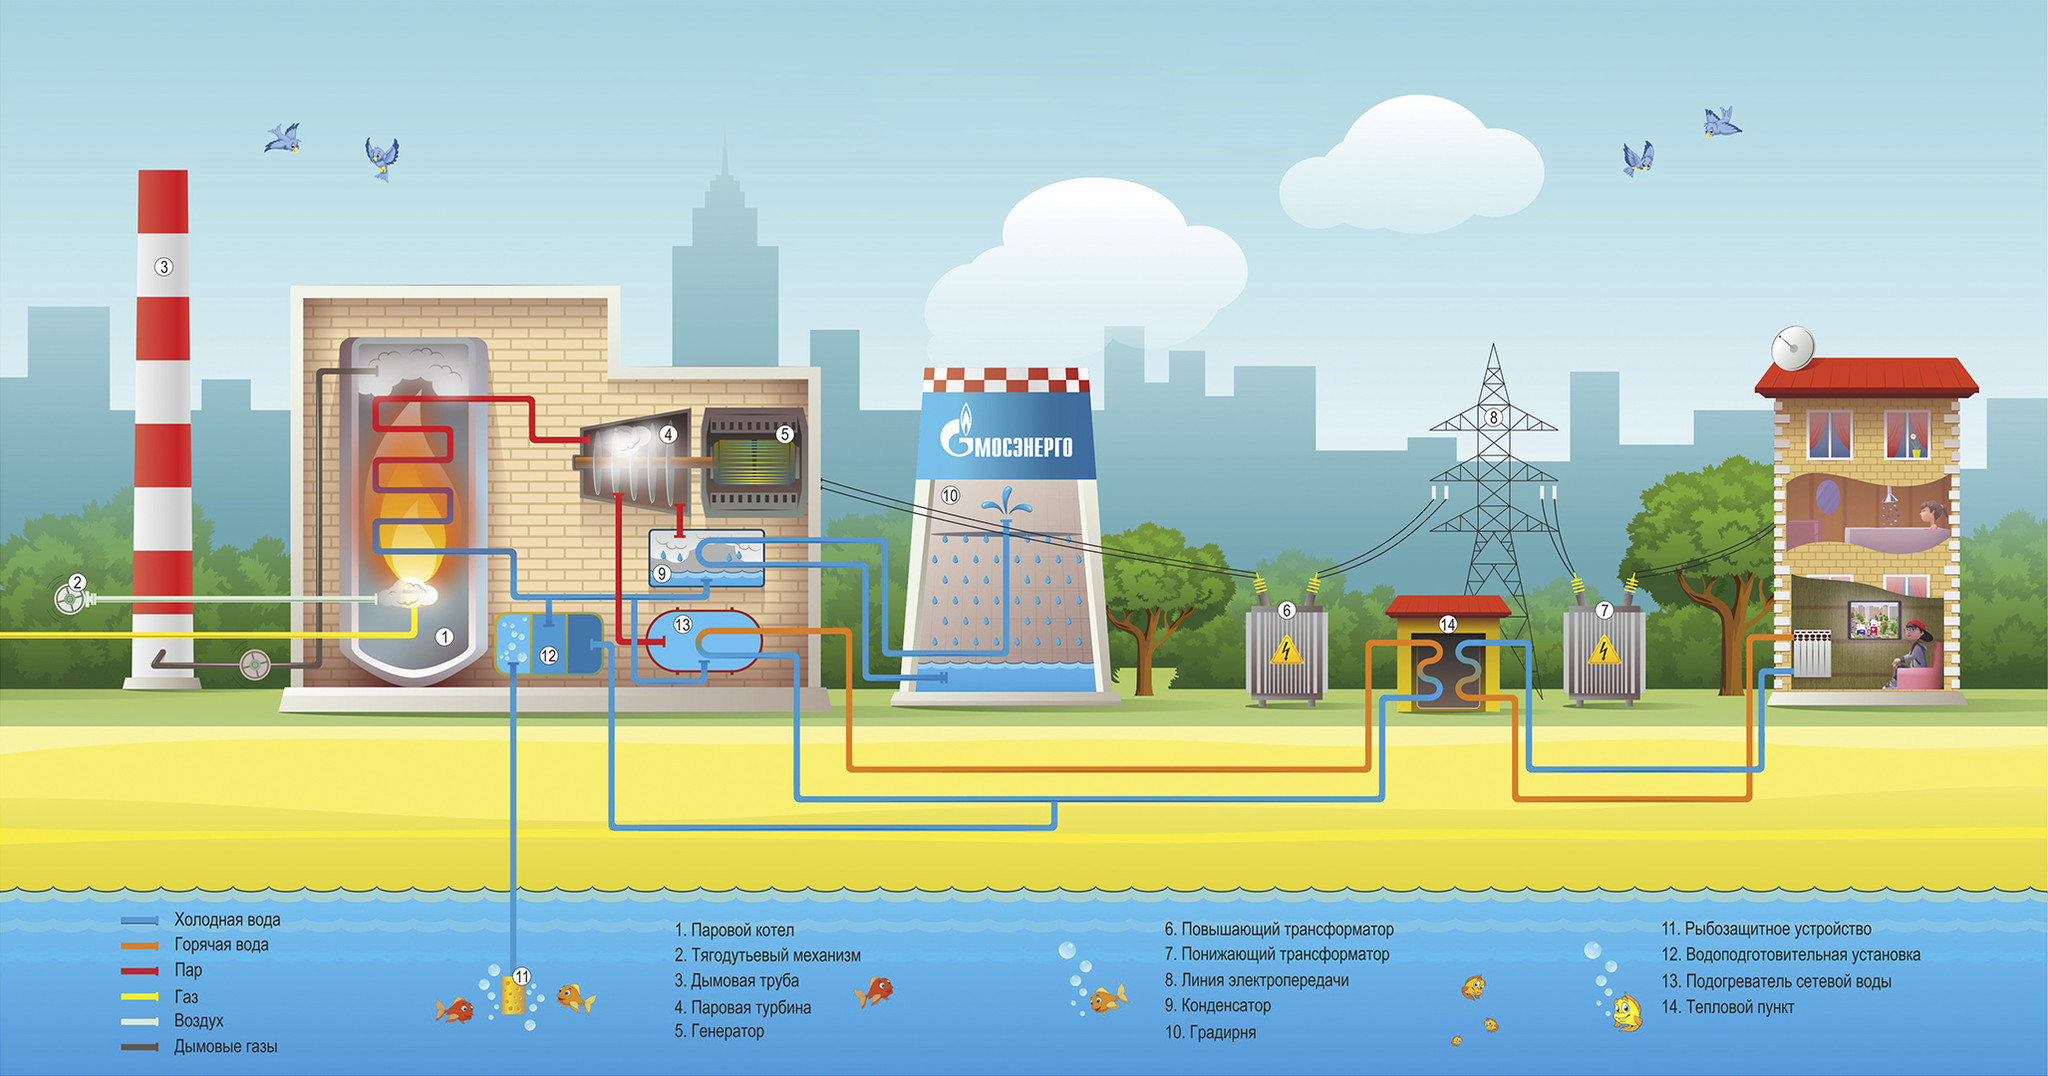 3
2
1
4
5
9
12
13
МОСЭНЕРГО
10
8
6
14
7
11
Холодная вода
Горячая вода
Пар
Газ
Воздух
Дымовые газы
1. Паровой котел
2. Тягодутьевый механизм
3. Дымовая труба
4. Паровая турбина
5. Генератор
6. Повышающий трансформатор
7. Понижающий трансформатор
8. Линия электропередачи
9. Конденсатор
10. Градирня
11. Рыбозащитное устройство
12. Водоподготовительная установка
13. Подогреватель сетевой воды
14. Тепловой пункт